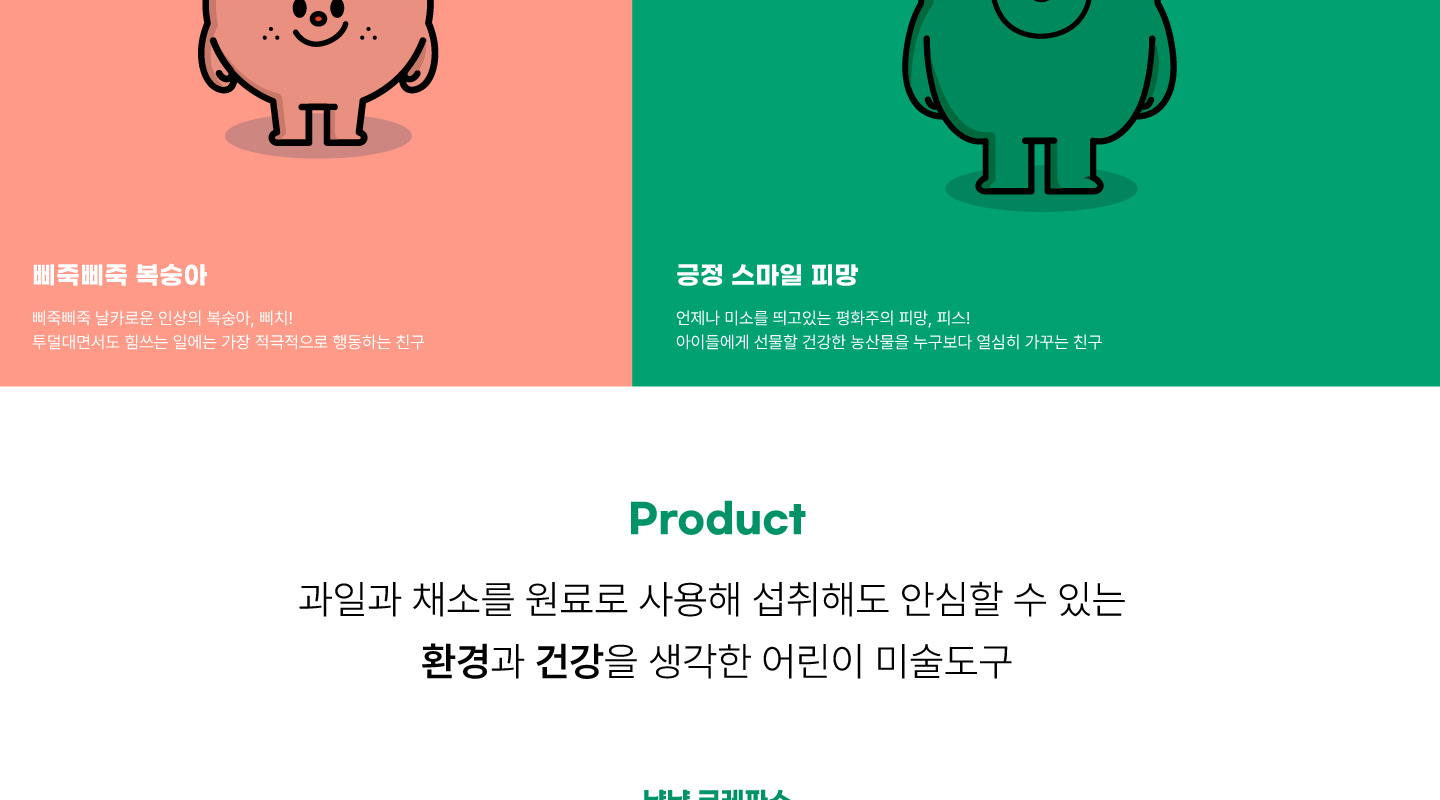 삐죽삐죽 복숭아
삐죽삐죽 날카로운 인상의 복숭아, 삐치!
투덜대면서도 힘쓰는 일에는 가장 적극적으로 행동하는 친구
긍정 스마일 피망
언제나 미소를 띄고있는 평화주의 피망, 피스!
아이들에게 선물할 건강한 농산물을 누구보다 열심히 가꾸는 친구
Product
과일과 채소를 원료로 사용해 섭취해도 안심할 수 있는
환경과 건강을 생각한 어린이 미술도구